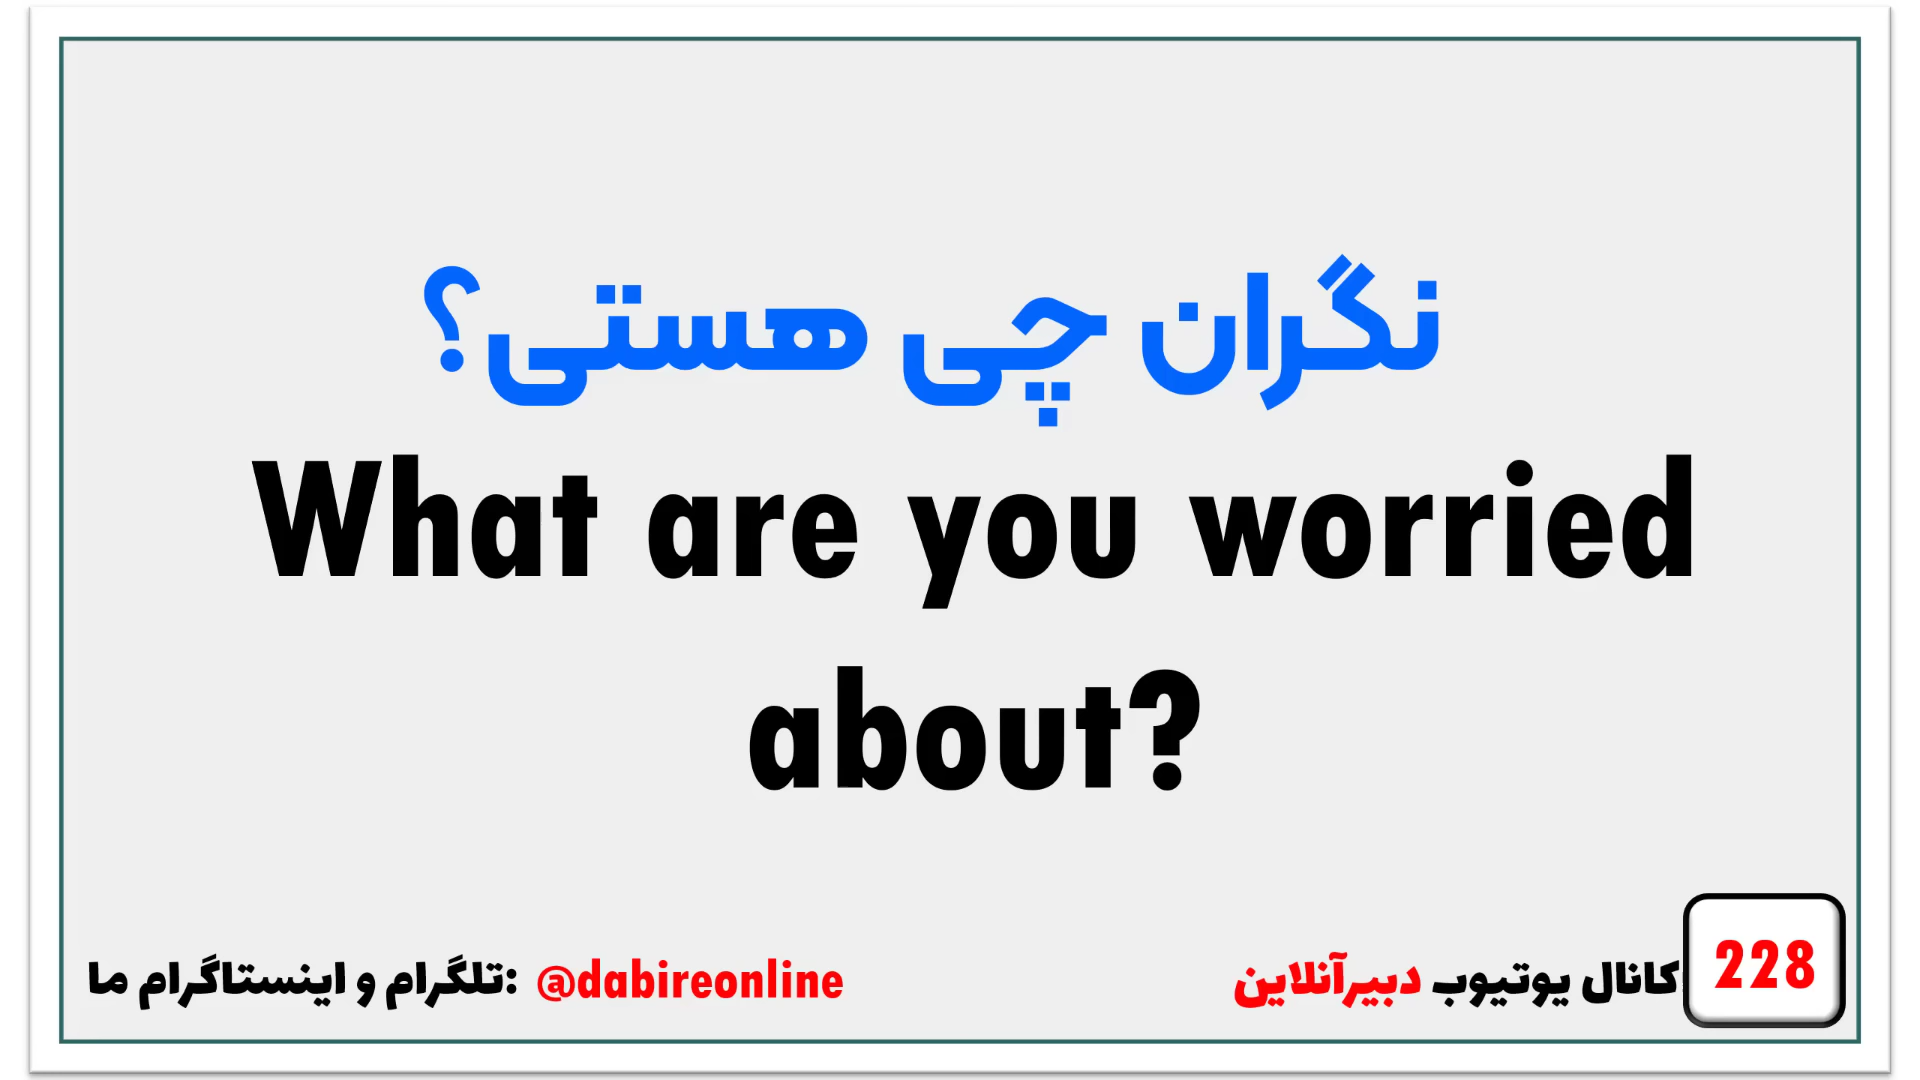 نگران چی هستی؟
What are you worried
about?
تلگرام و اینستاگرام ما: @dabireonline
کانال یوتیوب دبیرآنلاین
228